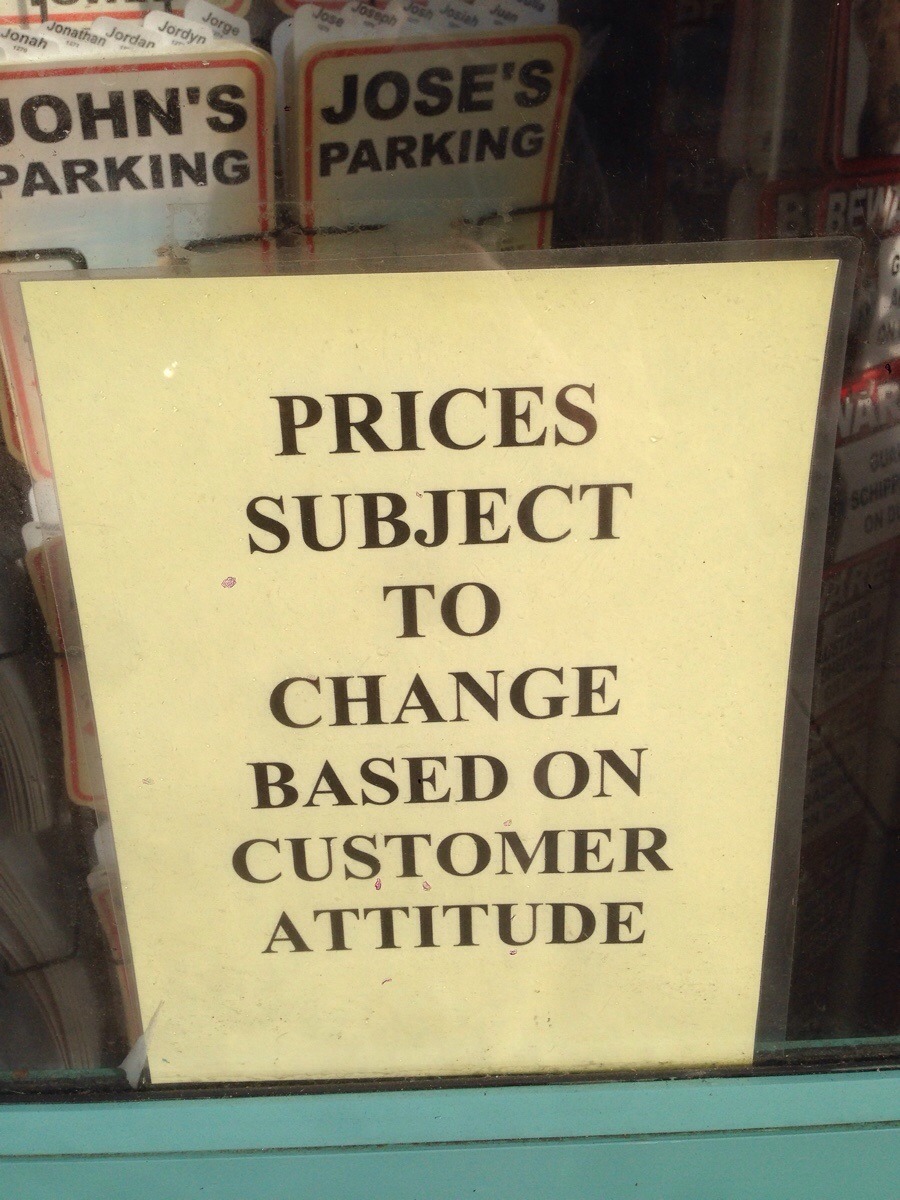 Jonah
Jonathan
Jordan
Jordyn
Jorge
JOHN'S
PARKING
Jose
Joseph
Josh
Josiah
Juan
JOSE'S
PARKING
PRICES
SUBJECT
TO
CHANGE
BASED ON
CUSTOMER
ATTITUDE